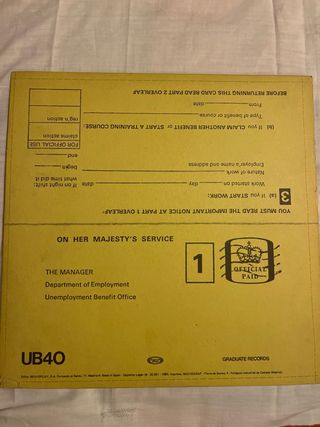 YOU MUST READ THE IMPORTANT NOTICE AT PART 1 OVERLEAF
3 (a) If you START WORK:
Work started on day date
Nature of work
Employer's name and address
If on night shift,
what time did it
begin
end
(b) If you CLAIM ANOTHER BENEFIT or START A TRAINING COURSE:
Type of benefit or course
From
FOR OFFICIAL USE
claims action
reg'n action
BEFORE RETURNING THIS CARD READ PART 2 OVERLEAF
ON HER MAJESTY'S SERVICE
1
OFFICIAL
PAID
THE MANAGER
Department of Employment
Unemployment Benefit Office
UB40
GRADUATE RECORDS